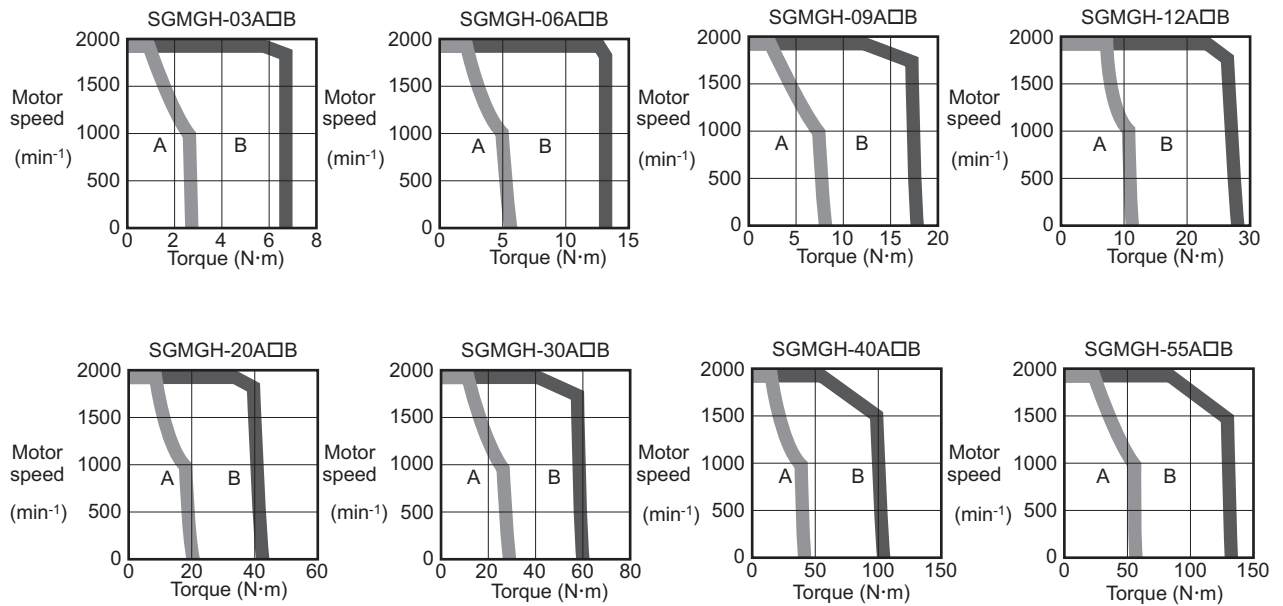 SGMGH-03A□B
2000
1500
Motor
speed
1000
A
B
(min-1)
500
0
0 2 4 6 8
Torque (N·m)
SGMGH-06A□B
2000
1500
Motor
speed
1000
A
B
(min-1)
500
0
0 5 10 15
Torque (N·m)
SGMGH-09A□B
2000
1500
Motor
speed
1000
A
B
(min-1)
500
0
0 5 10 15 20
Torque (N·m)
SGMGH-12A□B
2000
1500
Motor
speed
1000
A
B
(min-1)
500
0
0 10 20 30
Torque (N·m)
SGMGH-20A□B
2000
1500
Motor
speed
1000
A
B
(min-1)
500
0
0 20 40 60
Torque (N·m)
SGMGH-30A□B
2000
1500
Motor
speed
1000
A
B
(min-1)
500
0
0 20 40 60 80
Torque (N·m)
SGMGH-40A□B
2000
1500
Motor
speed
1000
A
B
(min-1)
500
0
0 50 100 150
Torque (N·m)
SGMGH-55A□B
2000
1500
Motor
speed
1000
A
B
(min-1)
500
0
0 50 100 150
Torque (N·m)